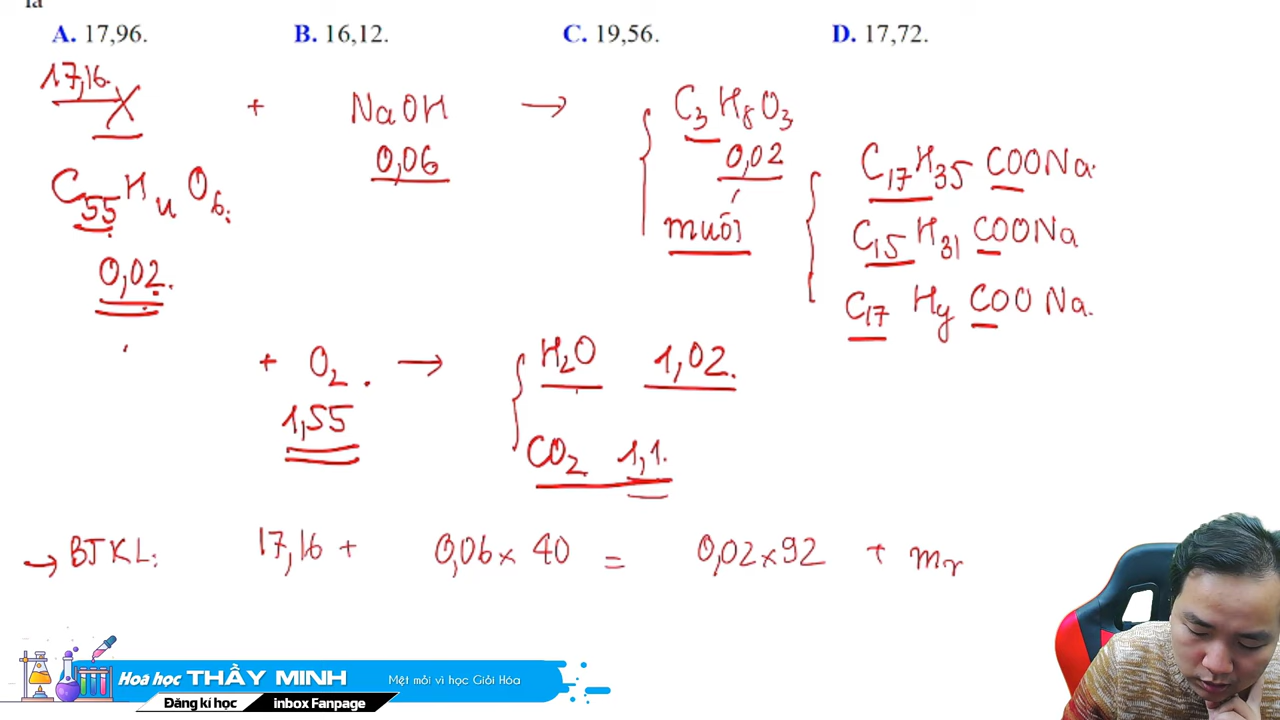 là
A. 17,96. B. 16,12. C. 19,56. D. 17,72.
17,16
X + NaOH → C3H8O3
0,06 0,02
muối
C17H35COONa
C15H31COONa
C17HyCOONa
C55HuO6
0,02
+ O2 → H2O 1,02
1,55 CO2 1,1
→ BTKL: 17,16 + 0,06 x 40 = 0,02 x 92 + mr
Hoá học THẦY MINH Mệt mỏi vì học Giỏi Hóa
Đăng kí học inbox Fanpage